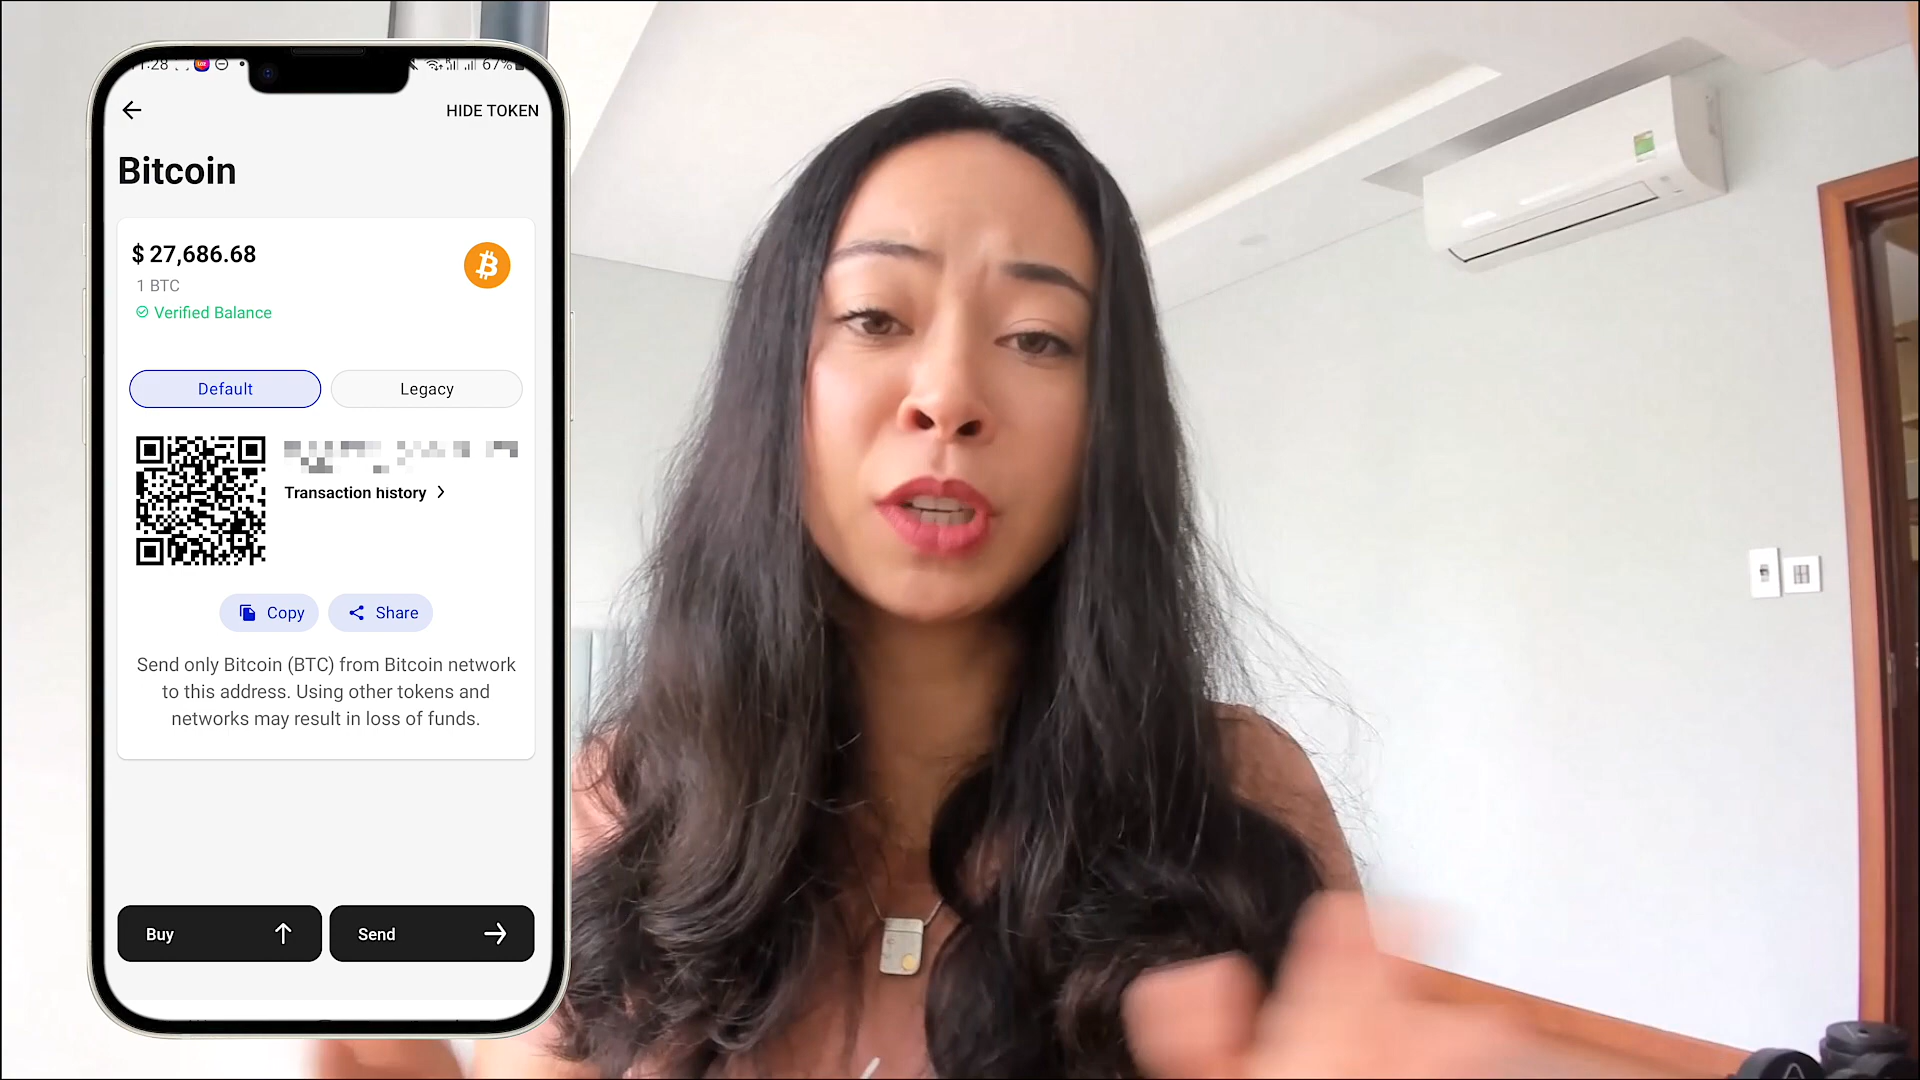 67%
HIDE TOKEN
Bitcoin
$ 27,686.68
1 BTC
Verified Balance
Default
Legacy
Transaction history
Copy
Share
Send only Bitcoin (BTC) from Bitcoin network
to this address. Using other tokens and
networks may result in loss of funds.
Buy
Send